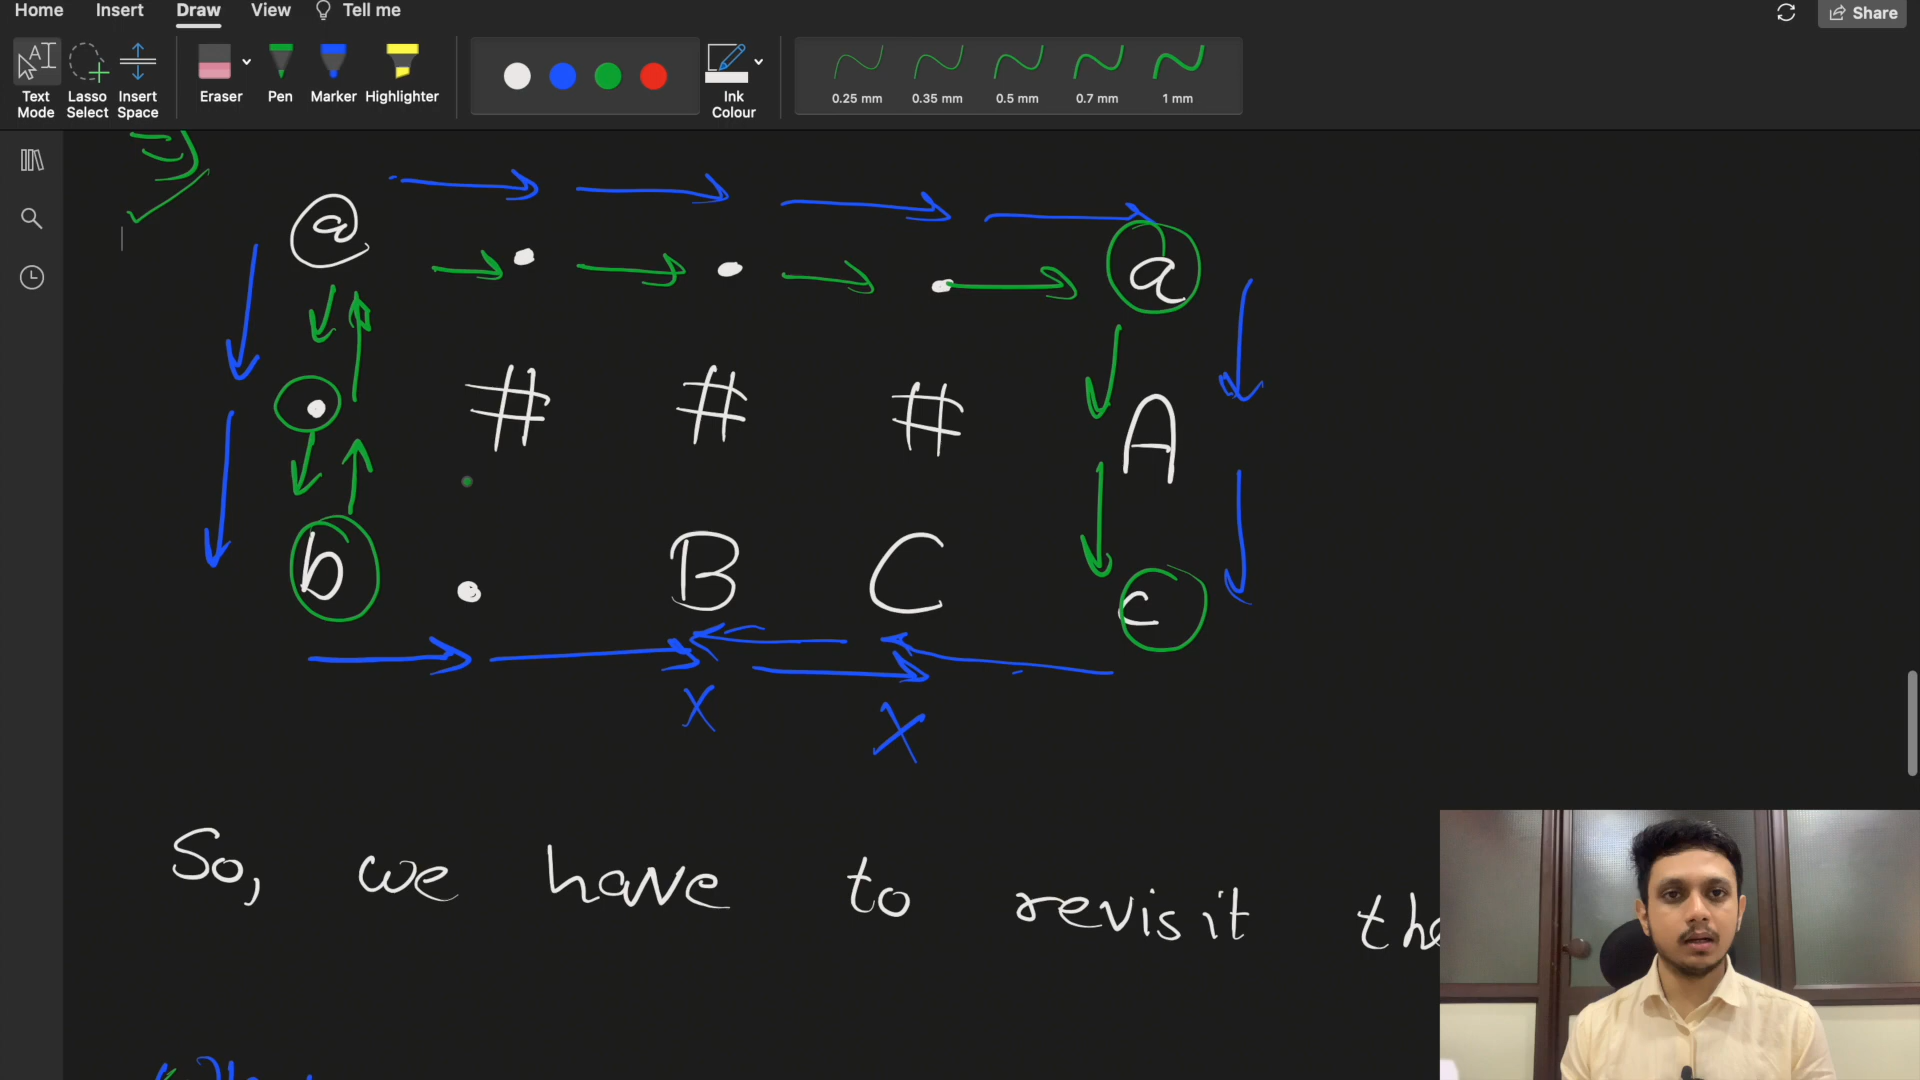 Home Insert Draw View Tell me Share
Text Mode Lasso Select Insert Space Eraser Pen Marker Highlighter Ink Colour 0.25 mm 0.35 mm 0.5 mm 0.7 mm 1 mm
@ . . . a
. # # # A
b . B C c
X X
So, we have to revisit the